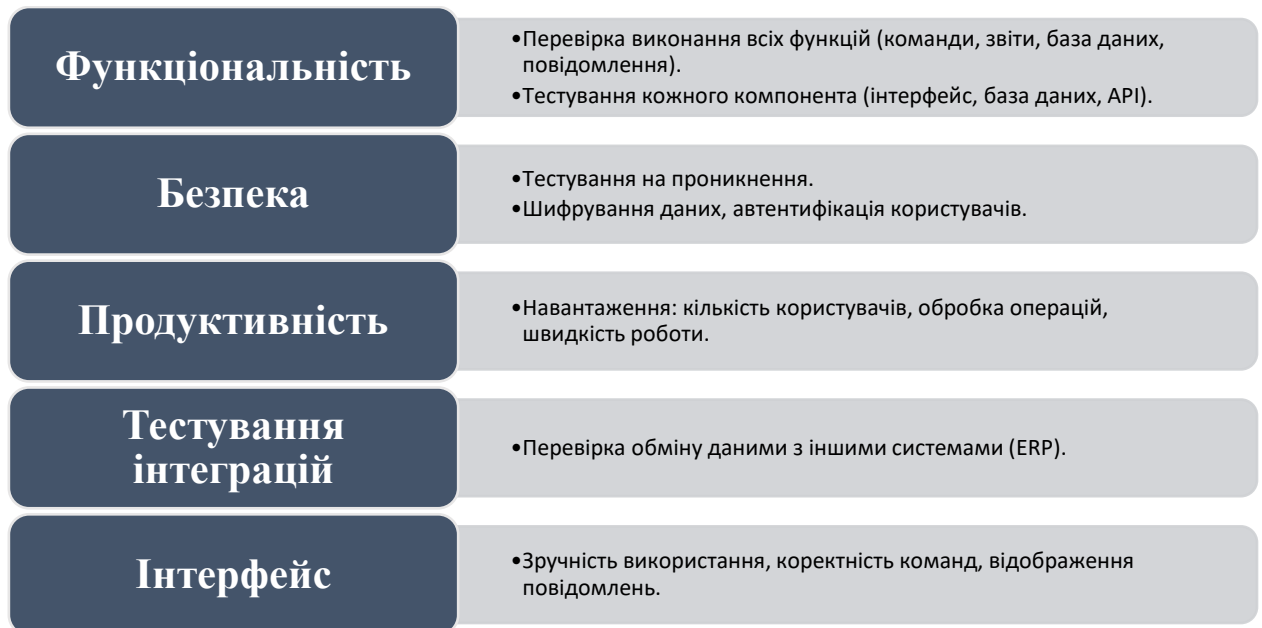 Функціональність
•Перевірка виконання всіх функцій (команди, звіти, база даних,
повідомлення).
•Тестування кожного компонента (інтерфейс, база даних, API).
Безпека
•Тестування на проникнення.
•Шифрування даних, автентифікація користувачів.
Продуктивність
•Навантаження: кількість користувачів, обробка операцій,
швидкість роботи.
Тестування
інтеграцій
•Перевірка обміну даними з іншими системами (ERP).
Інтерфейс
•Зручність використання, коректність команд, відображення
повідомлень.